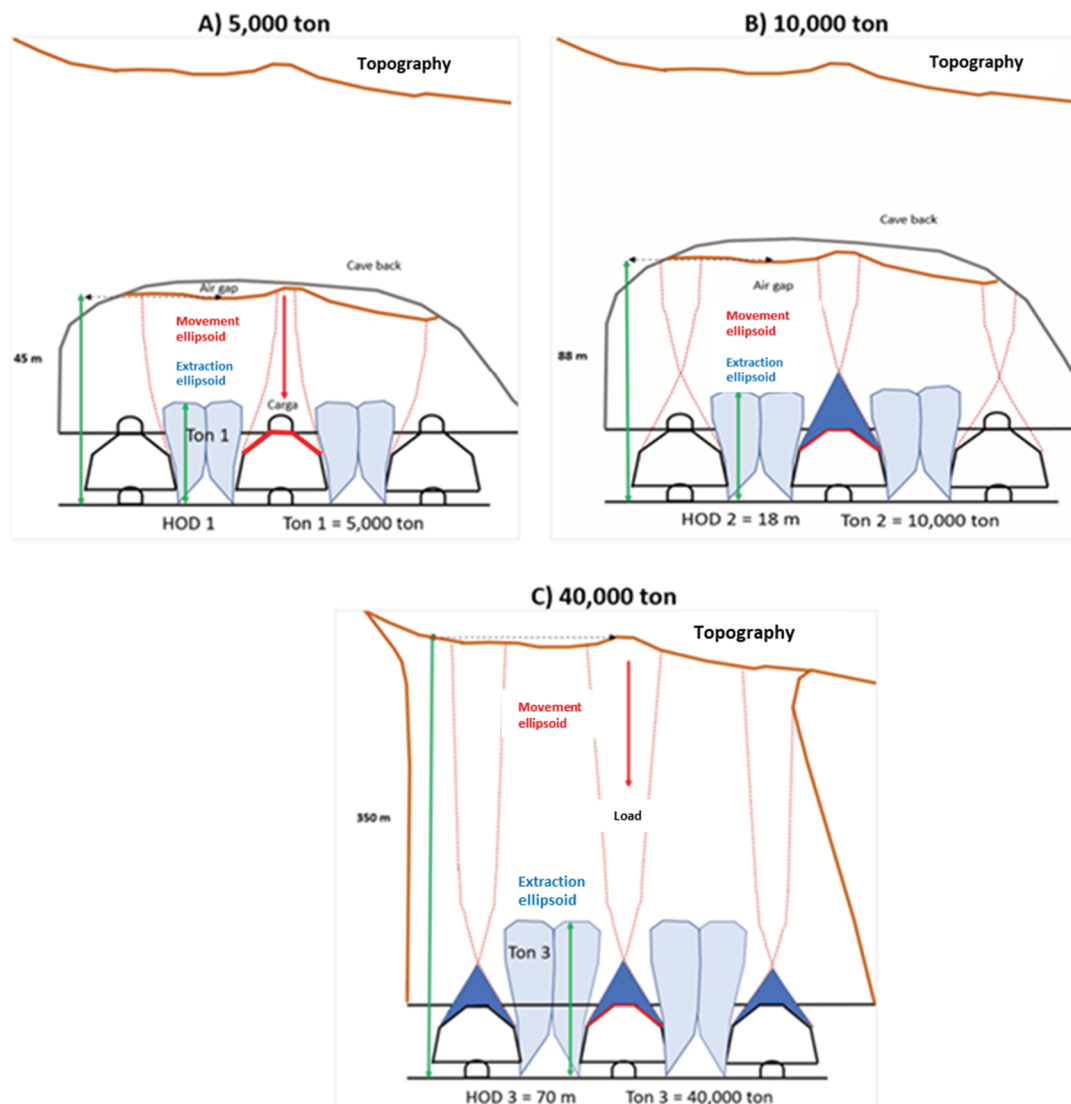 A) 5,000 ton
Topography
Cave back
Air gap
Movement
ellipsoid
45 m
Extraction
ellipsoid
Carga
Ton 1
HOD 1
Ton 1 = 5,000 ton
B) 10,000 ton
Topography
Cave back
Air gap
Movement
ellipsoid
88 m
Extraction
ellipsoid
HOD 2 = 18 m
Ton 2 = 10,000 ton
C) 40,000 ton
Topography
Movement
ellipsoid
350 m
Load
Extraction
ellipsoid
Ton 3
HOD 3 = 70 m
Ton 3 = 40,000 ton